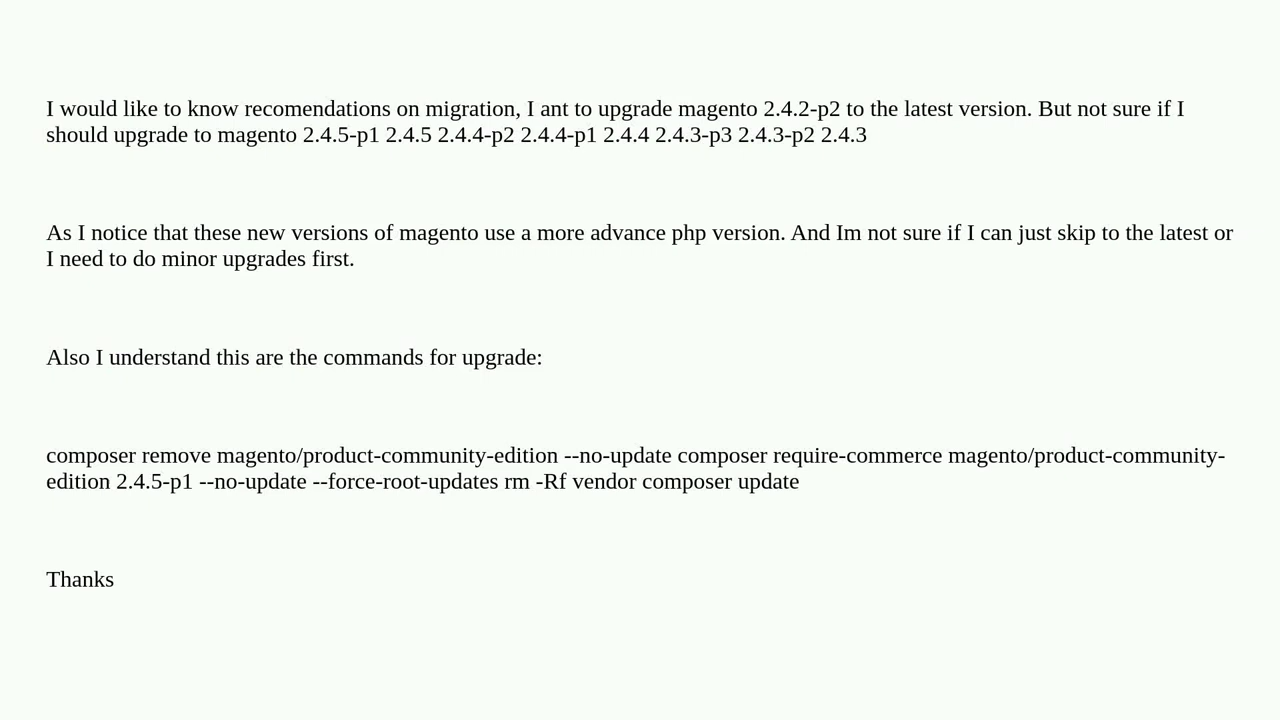 I would like to know recomendations on migration, I ant to upgrade magento 2.4.2-p2 to the latest version. But not sure if I
should upgrade to magento 2.4.5-p1 2.4.5 2.4.4-p2 2.4.4-p1 2.4.4 2.4.3-p3 2.4.3-p2 2.4.3
As I notice that these new versions of magento use a more advance php version. And Im not sure if I can just skip to the latest or
I need to do minor upgrades first.
Also I understand this are the commands for upgrade:
composer remove magento/product-community-edition --no-update composer require-commerce magento/product-community-
edition 2.4.5-p1 --no-update --force-root-updates rm -Rf vendor composer update
Thanks